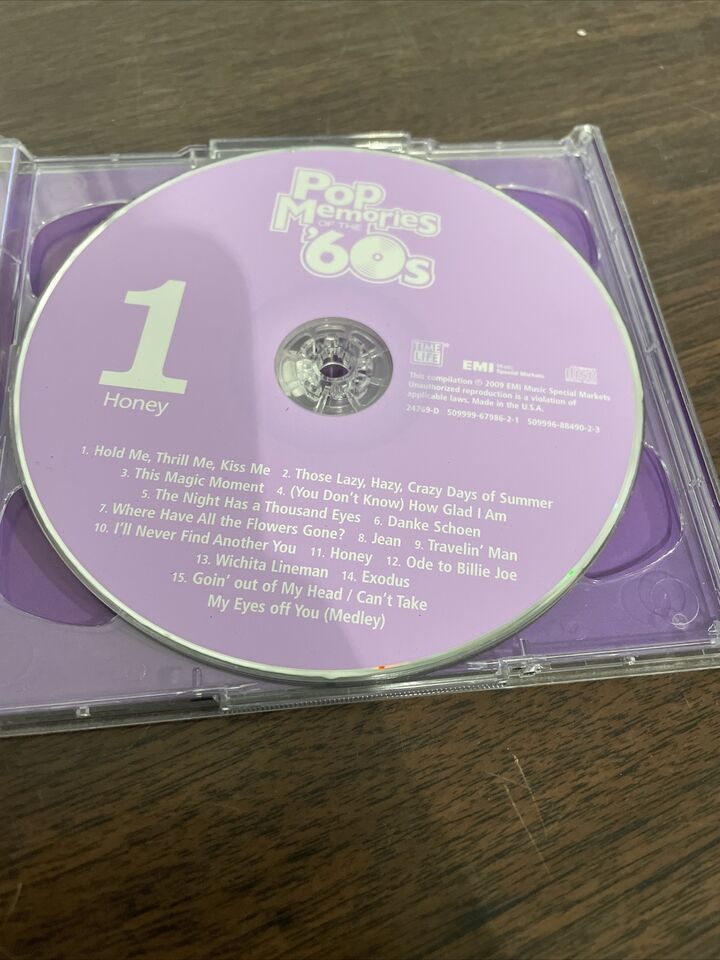 Pop
Memories
OF THE
'60s
1
Honey
TIME
LIFE
EMI Music
Special Markets
This compilation ℗ 2009 EMI Music Special Markets
Unauthorized reproduction is a violation of
applicable laws. Made in the U.S.A.
24769-D 509999-67986-2-1 509996-88490-2-3
1. Hold Me, Thrill Me, Kiss Me 2. Those Lazy, Hazy, Crazy Days of Summer
3. This Magic Moment 4. (You Don't Know) How Glad I Am
5. The Night Has a Thousand Eyes 6. Danke Schoen
7. Where Have All the Flowers Gone? 8. Jean 9. Travelin' Man
10. I'll Never Find Another You 11. Honey 12. Ode to Billie Joe
13. Wichita Lineman 14. Exodus
15. Goin' out of My Head / Can't Take
My Eyes off You (Medley)